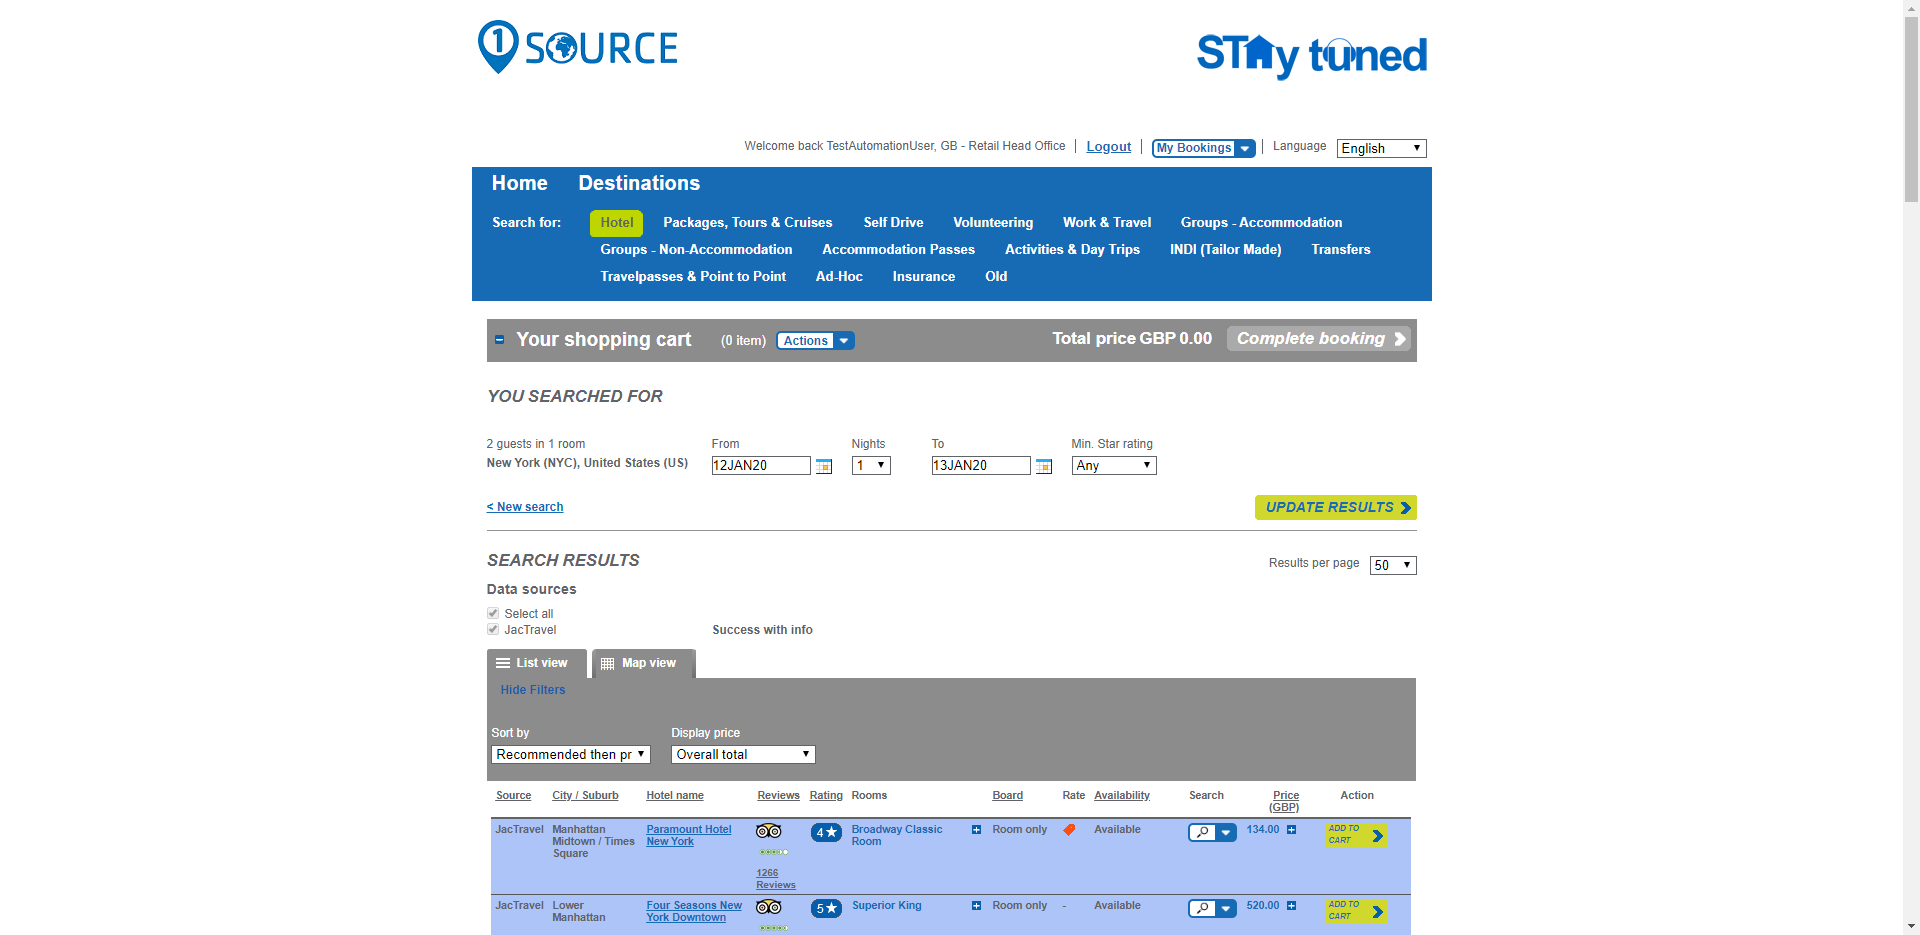 1 SOURCE
STAy tuned
Welcome back TestAutomationUser, GB - Retail Head Office
Logout
My Bookings
Language
English
Home Destinations
Search for: Hotel Packages, Tours & Cruises Self Drive Volunteering Work & Travel Groups - Accommodation
Groups - Non-Accommodation Accommodation Passes Activities & Day Trips INDI (Tailor Made) Transfers
Travelpasses & Point to Point Ad-Hoc Insurance Old
Your shopping cart (0 item) Actions Total price GBP 0.00 Complete booking
YOU SEARCHED FOR
2 guests in 1 room From Nights To Min. Star rating
New York (NYC), United States (US) 12JAN20 1 13JAN20 Any
< New search UPDATE RESULTS
SEARCH RESULTS
Results per page 50
Data sources
Select all
JacTravel Success with info
List view Map view
Hide Filters
Sort by Display price
Recommended then pr Overall total
Source City / Suburb Hotel name Reviews Rating Rooms Board Rate Availability Search Price Action
(GBP)
JacTravel Manhattan Paramount Hotel 4 Broadway Classic Room only Available 134.00 ADD TO
Midtown / Times New York Room CART
Square
1266
Reviews
JacTravel Lower Four Seasons New 5 Superior King Room only - Available 520.00 ADD TO
Manhattan York Downtown CART